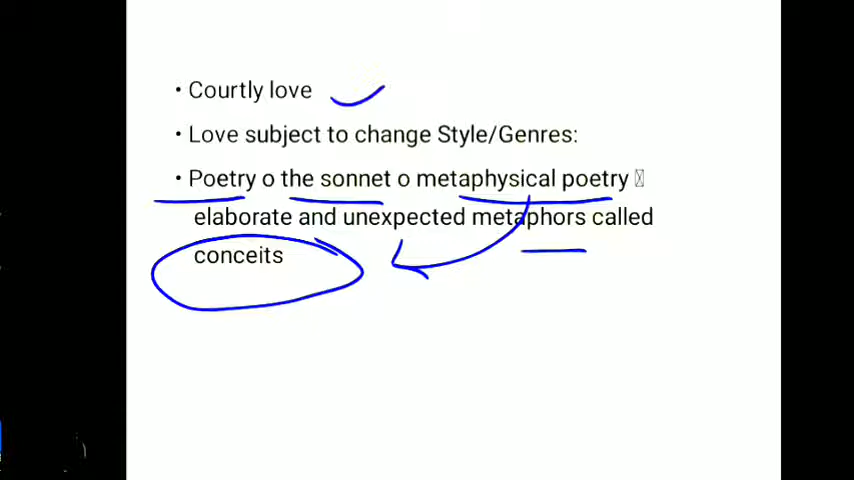 • Courtly love
• Love subject to change Style/Genres:
• Poetry o the sonnet o metaphysical poetry
elaborate and unexpected metaphors called
conceits